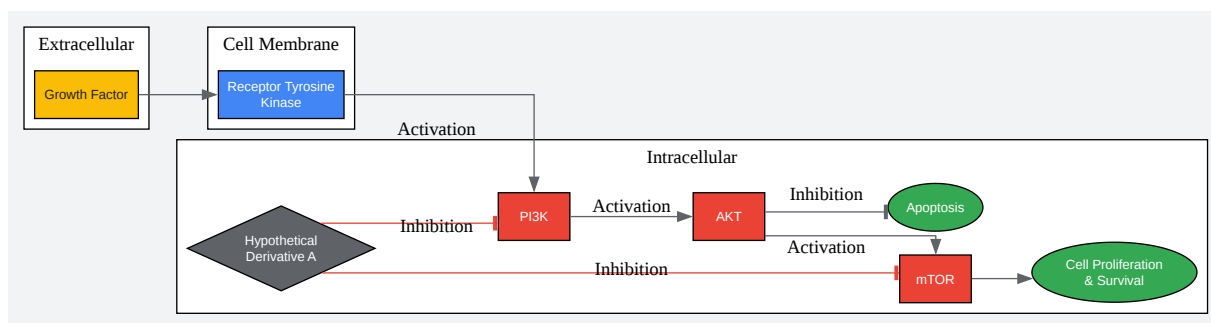 Extracellular
Growth Factor
Cell Membrane
Receptor Tyrosine
Kinase
Activation
Intracellular
Hypothetical
Derivative A
Inhibition
PI3K
Activation
AKT
Inhibition
Apoptosis
Activation
Inhibition
mTOR
Cell Proliferation
& Survival